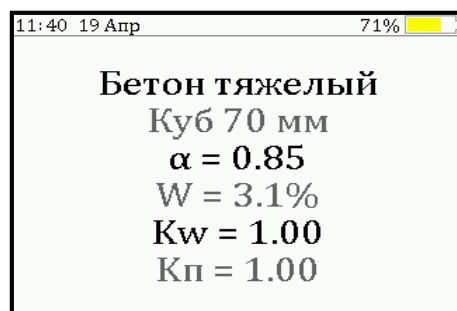 11:40 19 Апр 71%
Бетон тяжелый
Куб 70 мм
α = 0.85
W = 3.1%
Kw = 1.00
Кп = 1.00